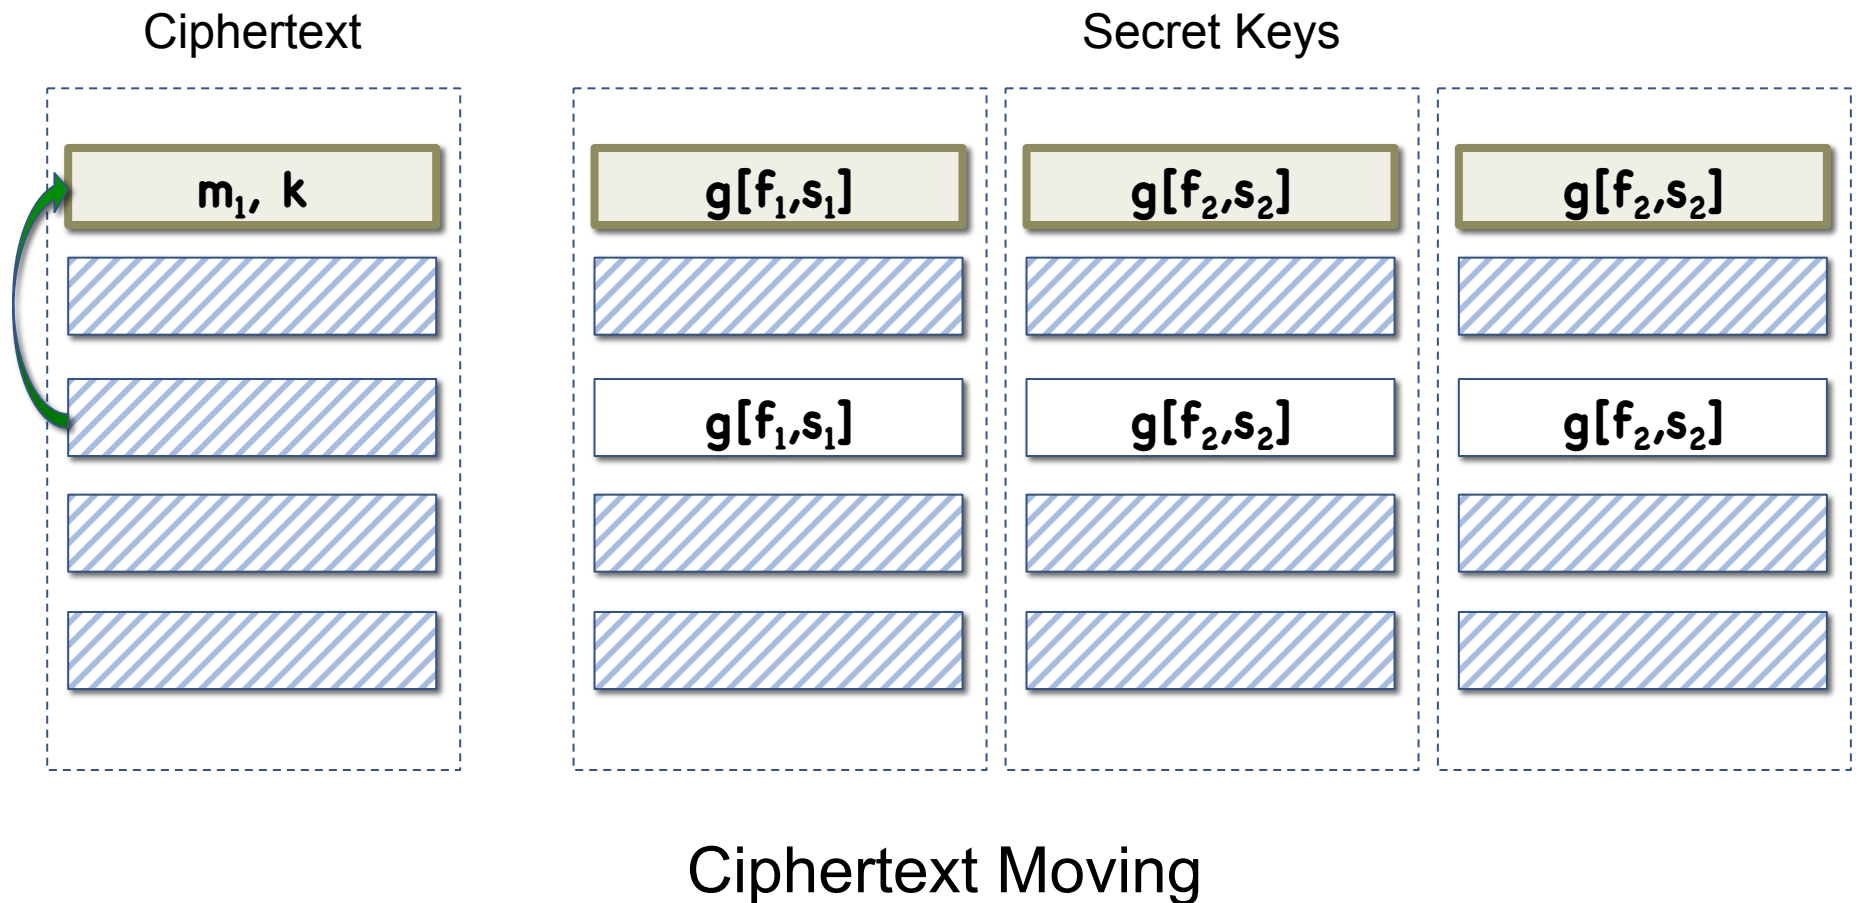 Ciphertext Secret Keys
m₁, k g[f₁,s₁] g[f₂,s₂] g[f₂,s₂]
g[f₁,s₁] g[f₂,s₂] g[f₂,s₂]
Ciphertext Moving